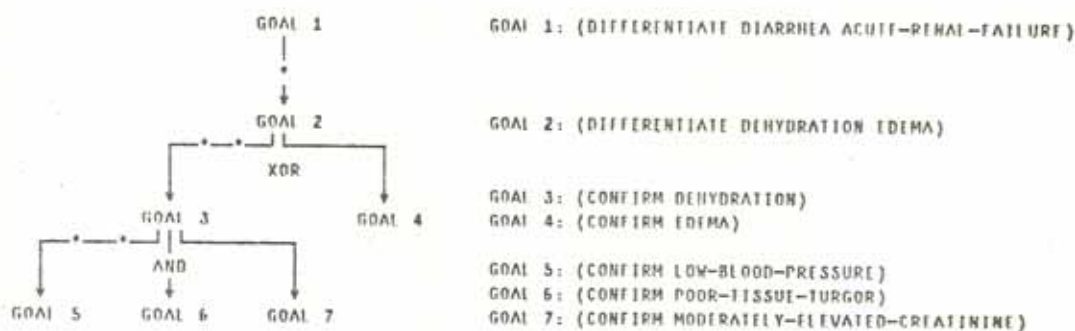 GOAL 1 GOAL 1: (DIFFERENTIATE DIARRHEA ACUTE-RENAL-FAILURE)
GOAL 2 GOAL 2: (DIFFERENTIATE DEHYDRATION EDEMA)
XOR
GOAL 3: (CONFIRM DEHYDRATION)
GOAL 3 GOAL 4 GOAL 4: (CONFIRM EDEMA)
AND
GOAL 5: (CONFIRM LOW-BLOOD-PRESSURE)
GOAL 6: (CONFIRM POOR-TISSUE-TURGOR)
GOAL 5 GOAL 6 GOAL 7 GOAL 7: (CONFIRM MODERATELY-ELEVATED-CREATININE)